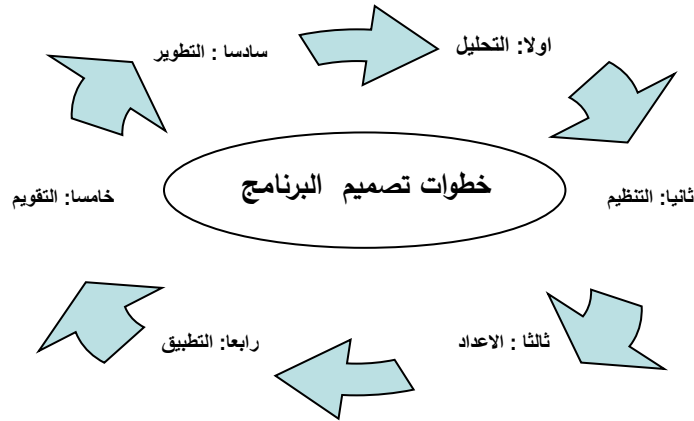 خطوات تصميم البرنامج
اولا: التحليل
ثانيا: التنظيم
ثالثا : الاعداد
رابعا: التطبيق
خامسا: التقويم
سادسا : التطوير